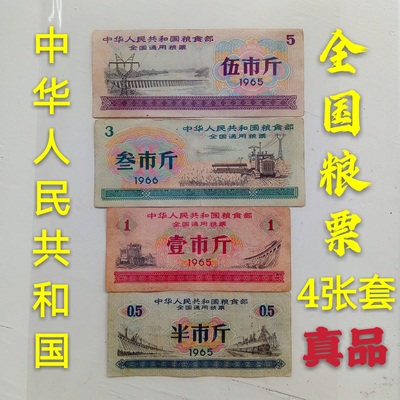 中华人民共和国
全国粮票
4张套
真品
中华人民共和国粮食部
全国通用粮票
5
伍市斤
1965
3
中华人民共和国粮食部
全国通用粮票
叁市斤
1966
中华人民共和国粮食部
全国通用粮票
1
壹市斤
1
1965
中华人民共和国粮食部
全国通用粮票
0.5
0.5
半市斤
1965